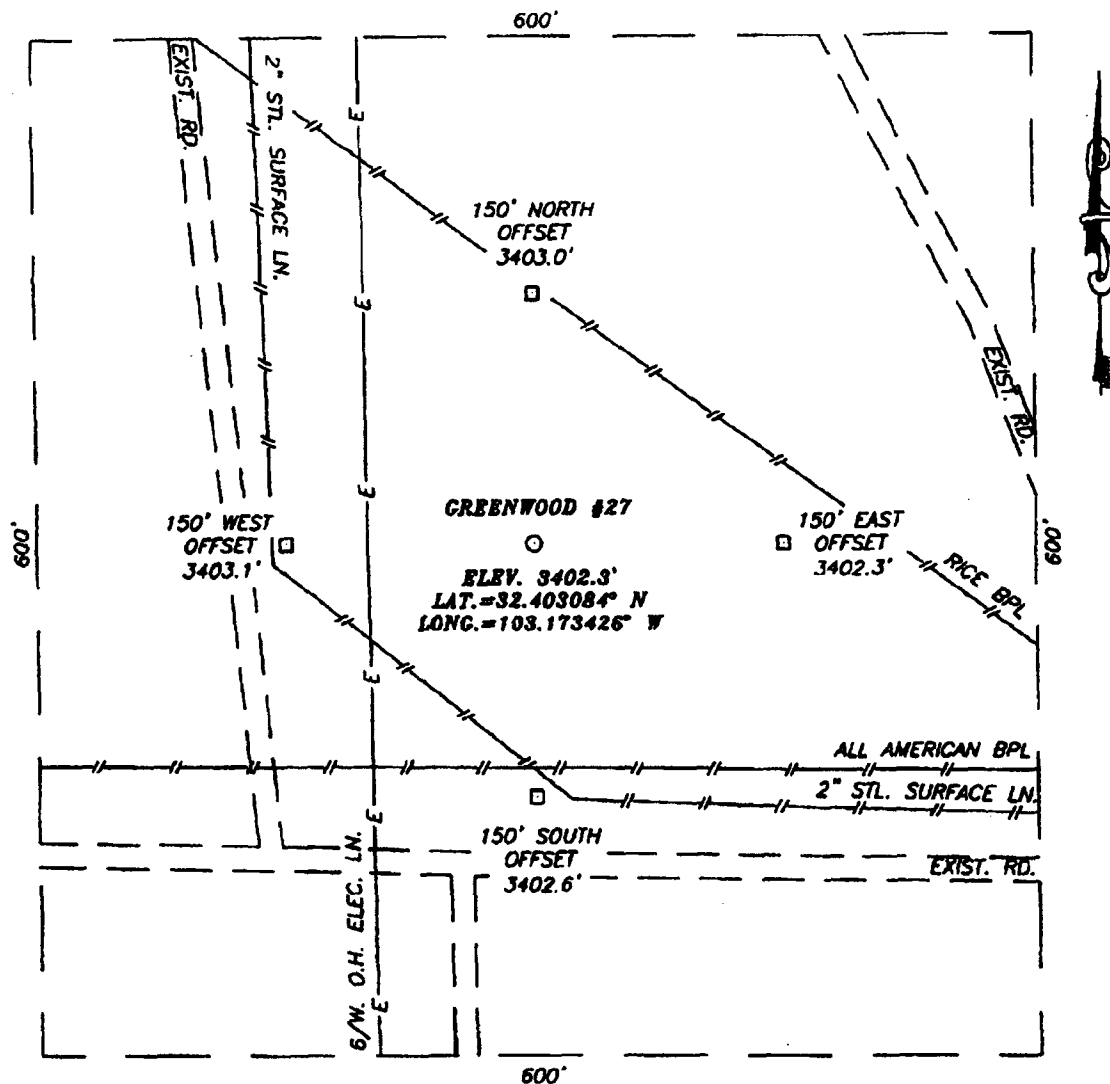 600'
EXIST. RD.
2" STL. SURFACE LN.
E
150' NORTH
OFFSET
3403.0'
E
EXIST. RD.
E
GREENWOOD #27
600'
150' WEST
OFFSET
3403.1'
150' EAST
OFFSET
3402.3'
600'
ELEV. 3402.3'
LAT.=32.403084° N
LONG.=103.173426° W
RICE BPL
E
ALL AMERICAN BPL
2" STL. SURFACE LN.
E
150' SOUTH
OFFSET
3402.6'
EXIST. RD.
6/W. O.H. ELEC. LN.
E
600'